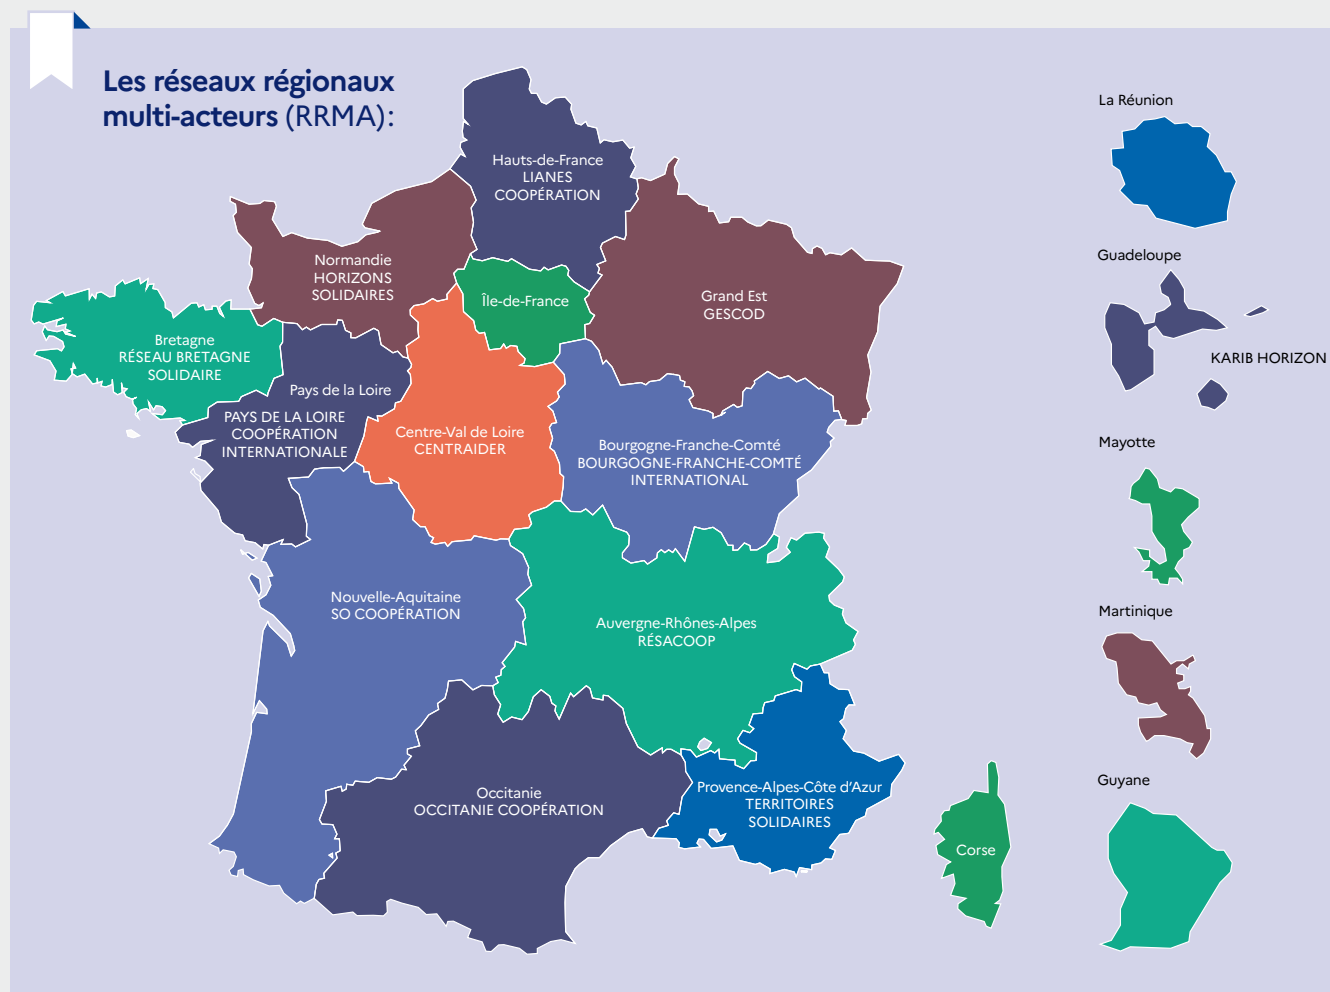 Les réseaux régionaux
multi-acteurs (RRMA):
Hauts-de-France
LIANES
COOPÉRATION
Normandie
HORIZONS
SOLIDAIRES
Île-de-France
Grand Est
GESCOD
Bretagne
RÉSEAU BRETAGNE
SOLIDAIRE
Pays de la Loire
PAYS DE LA LOIRE
COOPÉRATION
INTERNATIONALE
Centre-Val de Loire
CENTRAIDER
Bourgogne-Franche-Comté
BOURGOGNE-FRANCHE-COMTÉ
INTERNATIONAL
Nouvelle-Aquitaine
SO COOPÉRATION
Auvergne-Rhônes-Alpes
RÉSACOOP
Occitanie
OCCITANIE COOPÉRATION
Provence-Alpes-Côte d'Azur
TERRITOIRES
SOLIDAIRES
Corse
La Réunion
Guadeloupe
KARIB HORIZON
Mayotte
Martinique
Guyane